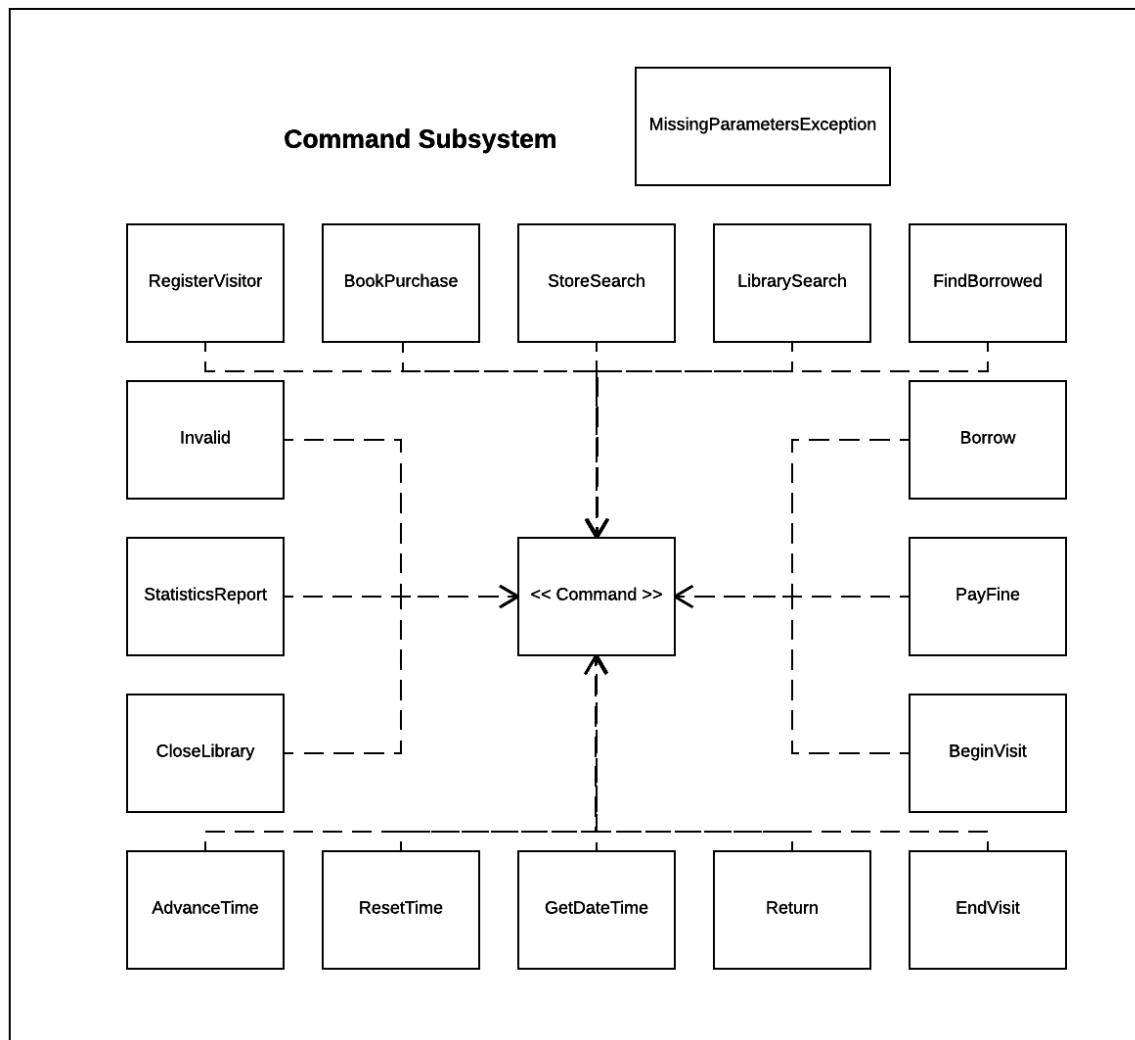 MissingParametersException
Command Subsystem
RegisterVisitor
BookPurchase
StoreSearch
LibrarySearch
FindBorrowed
Invalid
Borrow
StatisticsReport
<< Command >>
PayFine
CloseLibrary
BeginVisit
AdvanceTime
ResetTime
GetDateTime
Return
EndVisit